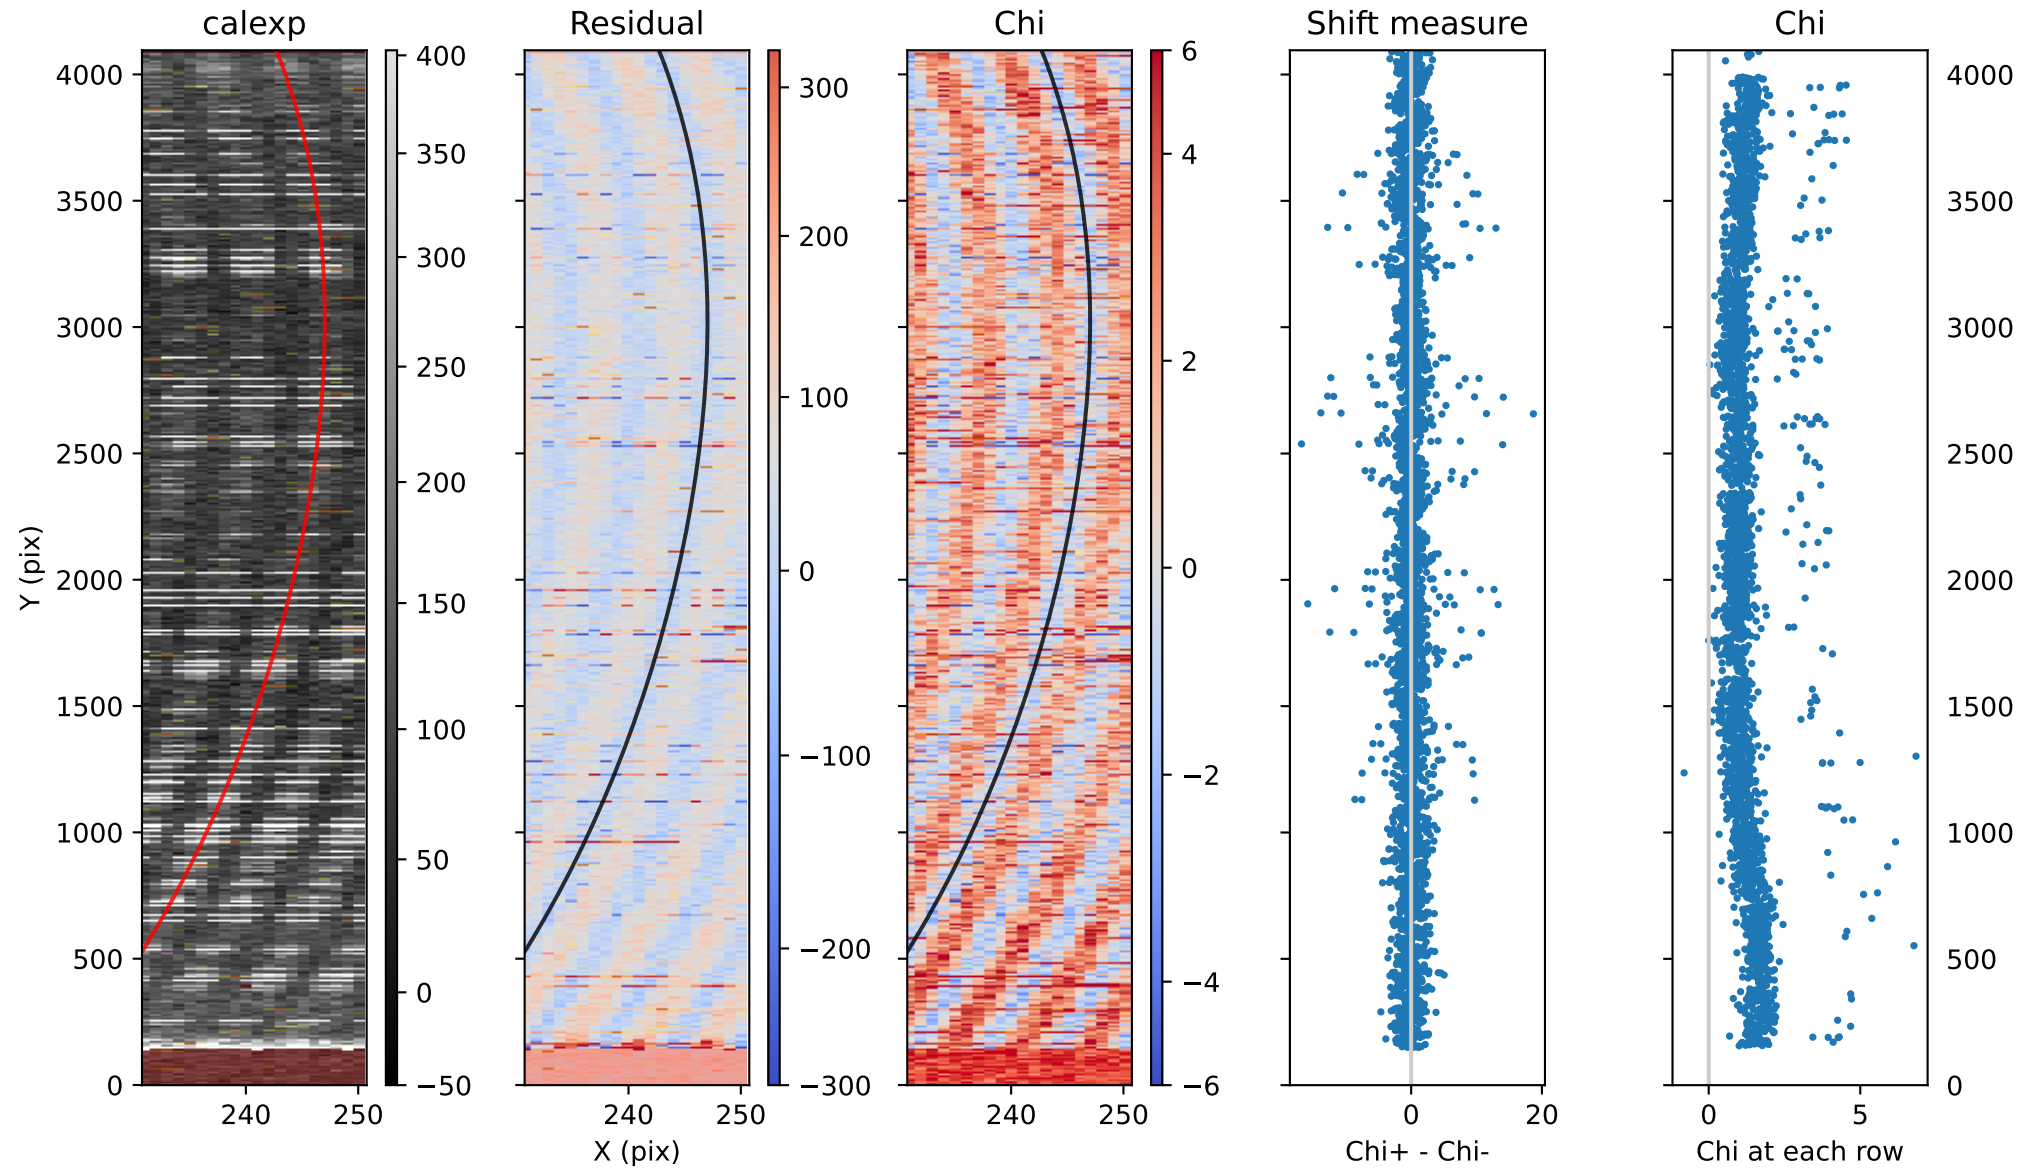 calexp Residual Chi Shift measure Chi
4000 400 300 6 4000
350 4
3500 300 200 3500
3000 250 100 2 3000
2500 200 0 0 2500
2000 150 2000
1500 100 −100 −2 1500
1000 50 1000
500 0 −200 −4 500
0 −50 −300 −6 0
240 250 240 250 240 250 0 20 0 5
Y (pix)
X (pix) Chi+ - Chi- Chi at each row